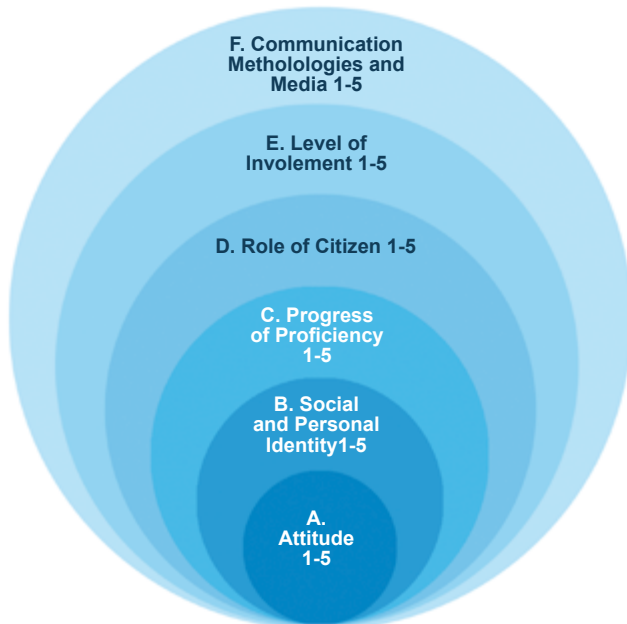 F. Communication
Metholologies and
Media 1-5
E. Level of
Involement 1-5
D. Role of Citizen 1-5
C. Progress
of Proficiency
1-5
B. Social
and Personal
Identity1-5
A.
Attitude
1-5